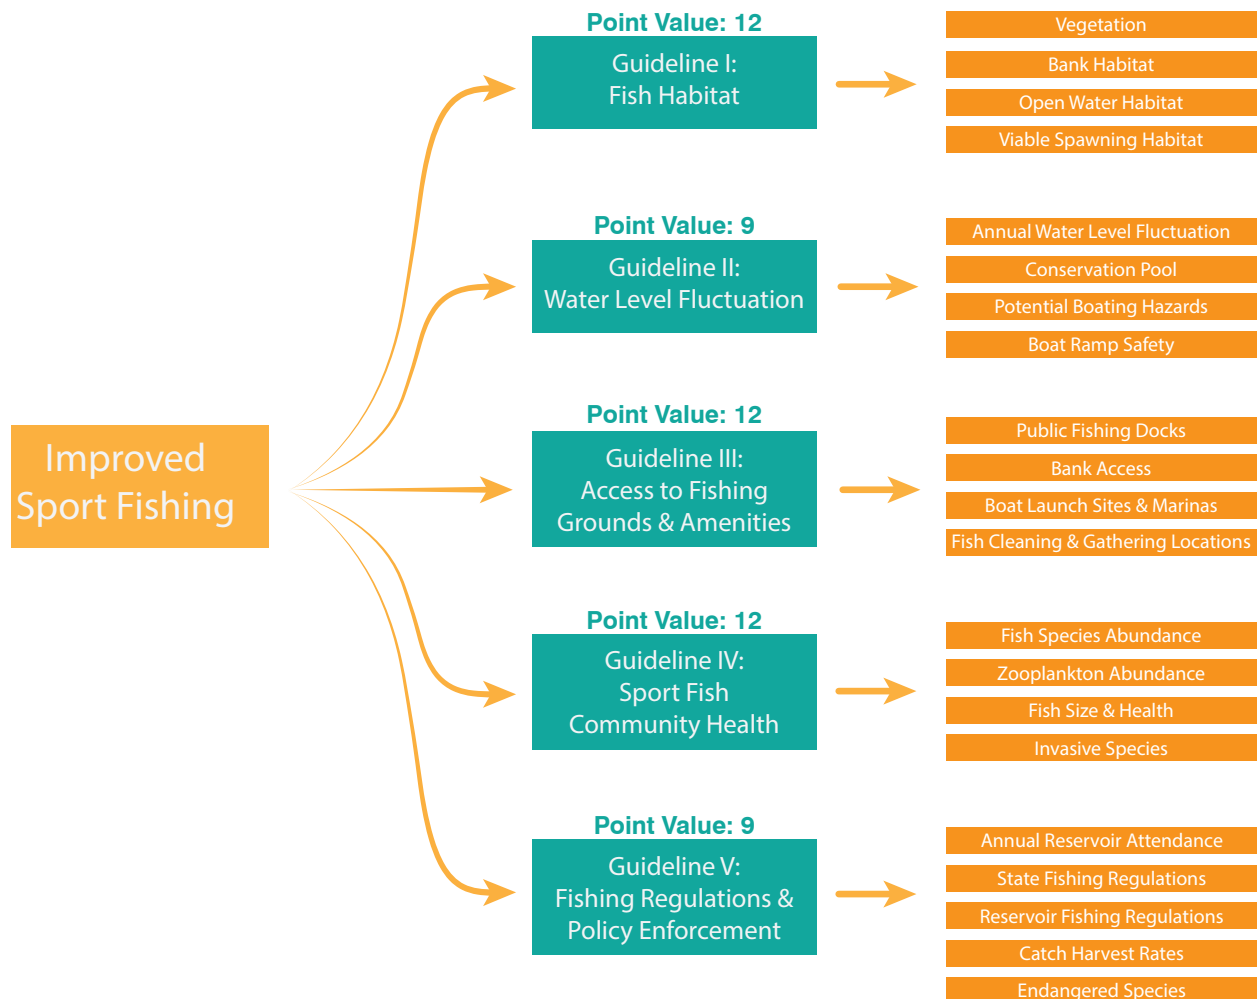 Improved
Sport Fishing
Point Value: 12
Guideline I:
Fish Habitat
Vegetation
Bank Habitat
Open Water Habitat
Viable Spawning Habitat
Point Value: 9
Guideline II:
Water Level Fluctuation
Annual Water Level Fluctuation
Conservation Pool
Potential Boating Hazards
Boat Ramp Safety
Point Value: 12
Guideline III:
Access to Fishing
Grounds & Amenities
Public Fishing Docks
Bank Access
Boat Launch Sites & Marinas
Fish Cleaning & Gathering Locations
Point Value: 12
Guideline IV:
Sport Fish
Community Health
Fish Species Abundance
Zooplankton Abundance
Fish Size & Health
Invasive Species
Point Value: 9
Guideline V:
Fishing Regulations &
Policy Enforcement
Annual Reservoir Attendance
State Fishing Regulations
Reservoir Fishing Regulations
Catch Harvest Rates
Endangered Species